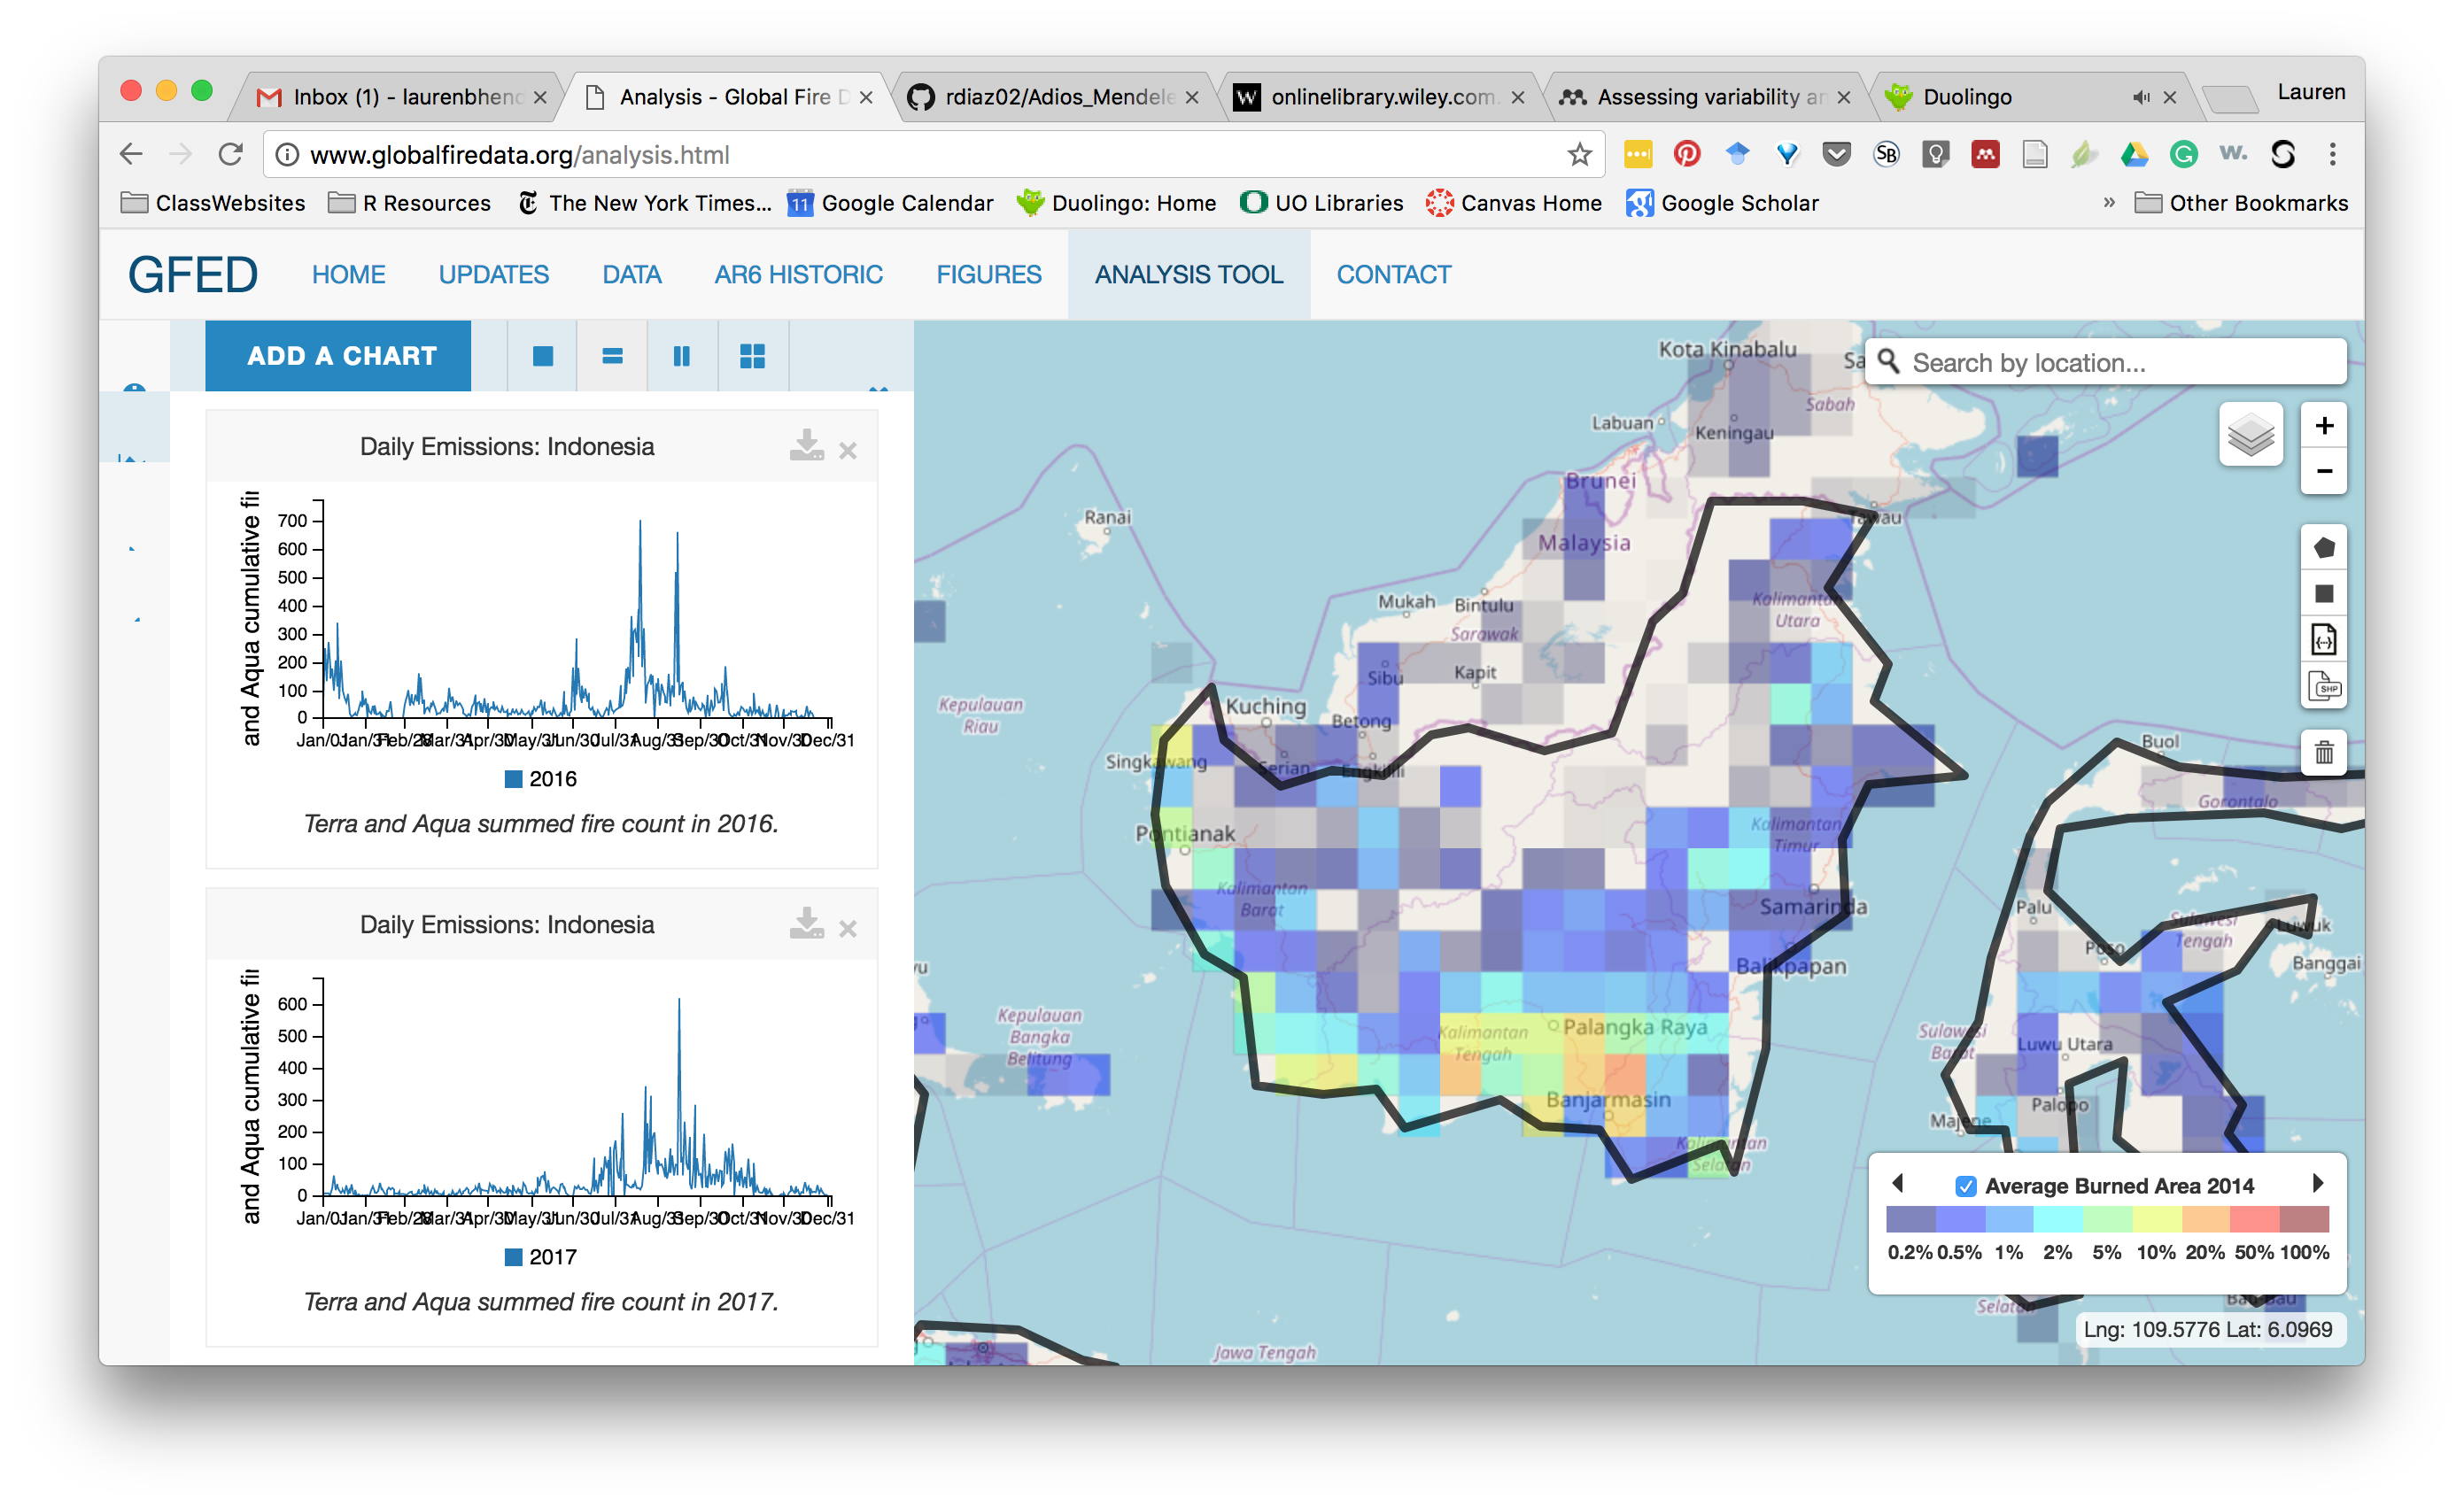 Inbox (1) - laurenbhend
Analysis - Global Fire D
rdiaz02/Adios_Mendele
onlinelibrary.wiley.com
Assessing variability an
Duolingo
Lauren
www.globalfiredata.org/analysis.html
ClassWebsites
R Resources
The New York Times...
Google Calendar
Duolingo: Home
UO Libraries
Canvas Home
Google Scholar
»
Other Bookmarks
GFED
HOME
UPDATES
DATA
AR6 HISTORIC
FIGURES
ANALYSIS TOOL
CONTACT
ADD A CHART
Daily Emissions: Indonesia
and Aqua cumulative fir
700
600
500
400
300
200
100
0
Jan/01 Jan/31 Feb/28 Mar/31 Apr/30 May/31 Jun/30 Jul/31 Aug/31 Sep/30 Oct/31 Nov/30 Dec/31
2016
Terra and Aqua summed fire count in 2016.
Daily Emissions: Indonesia
and Aqua cumulative fir
600
500
400
300
200
100
0
Jan/01 Jan/31 Feb/28 Mar/31 Apr/30 May/31 Jun/30 Jul/31 Aug/31 Sep/30 Oct/31 Nov/30 Dec/31
2017
Terra and Aqua summed fire count in 2017.
Search by location...
Kota Kinabalu
Sabah
Labuan
Keningau
Brunei
Tawau
Ranai
Malaysia
Mukah
Bintulu
Kalimantan
Utara
Sarawak
Sibu
Kapit
Kepulauan
Riau
Kuching
Betong
Buol
Singkawang
Serian
Engkilili
Gorontalo
Pontianak
Kalimantan
Timur
Kalimantan
Barat
Samarinda
Palu
Sulawesi
Tengah
Luwuk
Poso
Banggai
Balikpapan
Kepulauan
Bangka
Belitung
Kalimantan
Tengah
Palangka Raya
Sulawesi
Barat
Luwu Utara
Banjarmasin
Palopo
Majene
Kalimantan
Selatan
Jawa Tengah
Selatan
Bau Bau
SHP
Average Burned Area 2014
0.2% 0.5% 1% 2% 5% 10% 20% 50% 100%
Lng: 109.5776 Lat: 6.0969